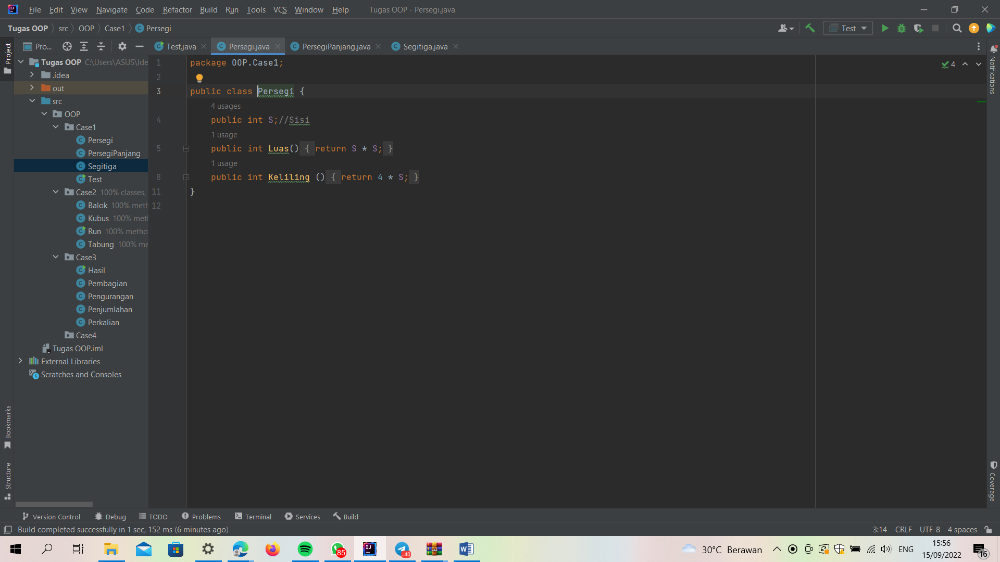 File Edit View Navigate Code Refactor Build Run Tools VCS Window Help Tugas OOP - Persegi.java
Tugas OOP src OOP Case1 Persegi
Test
Pro...
Test.java Persegi.java PersegiPanjang.java Segitiga.java
Project
Bookmarks
Structure
Notifications
Coverage
Tugas OOP C:\Users\ASUS\Ide
.idea
out
src
OOP
Case1
Persegi
PersegiPanjang
Segitiga
Test
Case2 100% classes,
Balok 100% meth
Kubus 100% met
Run 100% metho
Tabung 100% me
Case3
Hasil
Pembagian
Pengurangan
Penjumlahan
Perkalian
Case4
Tugas OOP.iml
External Libraries
Scratches and Consoles
1 package OOP.Case1;
2
3 public class Persegi {
4 usages
4 public int S;//Sisi
1 usage
5 public int Luas() { return S * S; }
1 usage
8 public int Keliling () { return 4 * S; }
11 }
12
4
Version Control Debug TODO Problems Terminal Services Build
Build completed successfully in 1 sec, 152 ms (6 minutes ago) 3:14 CRLF UTF-8 4 spaces
85
..40
30°C Berawan ENG
15:56
15/09/2022
16